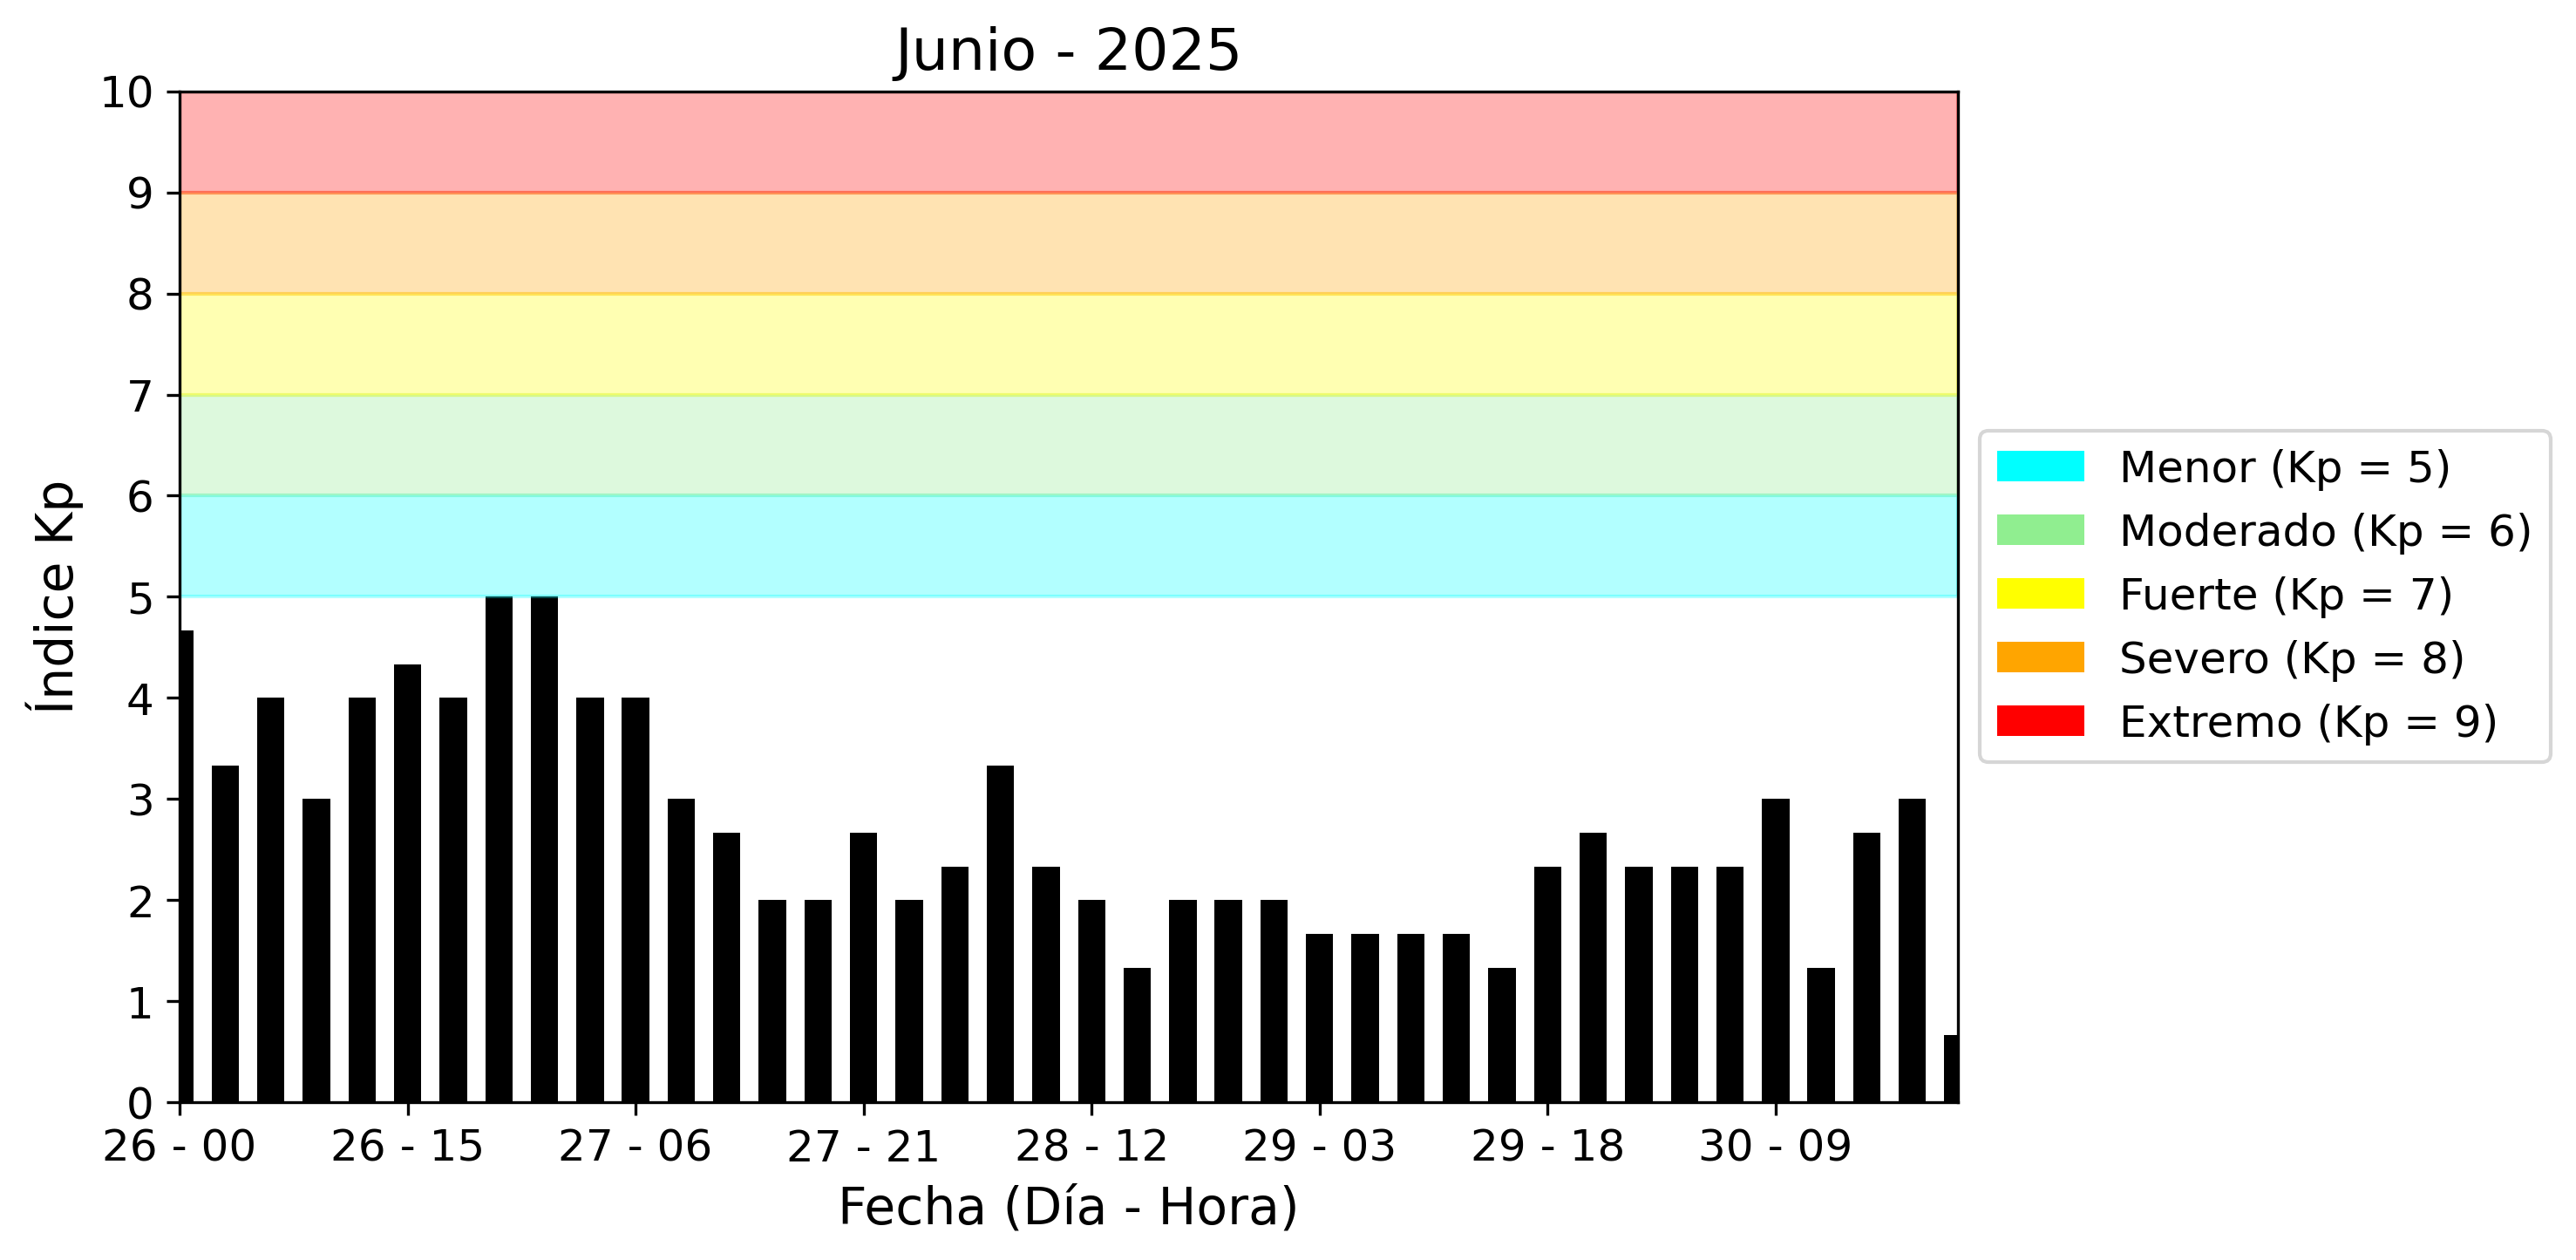 Junio - 2025
Índice Kp
10
9
8
7
6
5
4
3
2
1
0
26 - 00
26 - 15
27 - 06
27 - 21
28 - 12
29 - 03
29 - 18
30 - 09
Fecha (Día - Hora)
Menor (Kp = 5)
Moderado (Kp = 6)
Fuerte (Kp = 7)
Severo (Kp = 8)
Extremo (Kp = 9)